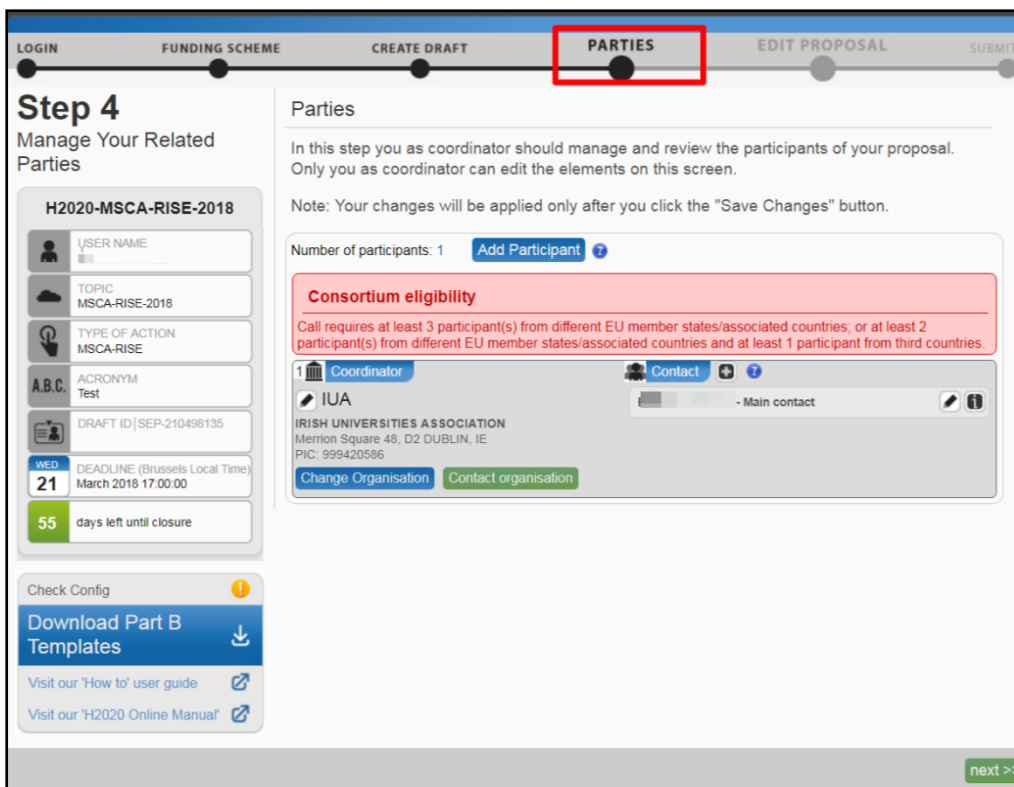 LOGIN
FUNDING SCHEME
CREATE DRAFT
PARTIES
EDIT PROPOSAL
SUBMIT
Step 4
Manage Your Related
Parties
H2020-MSCA-RISE-2018
USER NAME
TOPIC
MSCA-RISE-2018
TYPE OF ACTION
MSCA-RISE
A.B.C.
ACRONYM
Test
DRAFT ID|SEP-210498135
WED
21
DEADLINE (Brussels Local Time)
March 2018 17:00:00
55
days left until closure
Check Config
Download Part B
Templates
Visit our 'How to' user guide
Visit our 'H2020 Online Manual'
Parties
In this step you as coordinator should manage and review the participants of your proposal.
Only you as coordinator can edit the elements on this screen.
Note: Your changes will be applied only after you click the "Save Changes" button.
Number of participants: 1
Add Participant
Consortium eligibility
Call requires at least 3 participant(s) from different EU member states/associated countries; or at least 2
participant(s) from different EU member states/associated countries and at least 1 participant from third countries.
1
Coordinator
IUA
IRISH UNIVERSITIES ASSOCIATION
Merrion Square 48, D2 DUBLIN, IE
PIC: 999420586
Change Organisation
Contact organisation
Contact
- Main contact
next >>